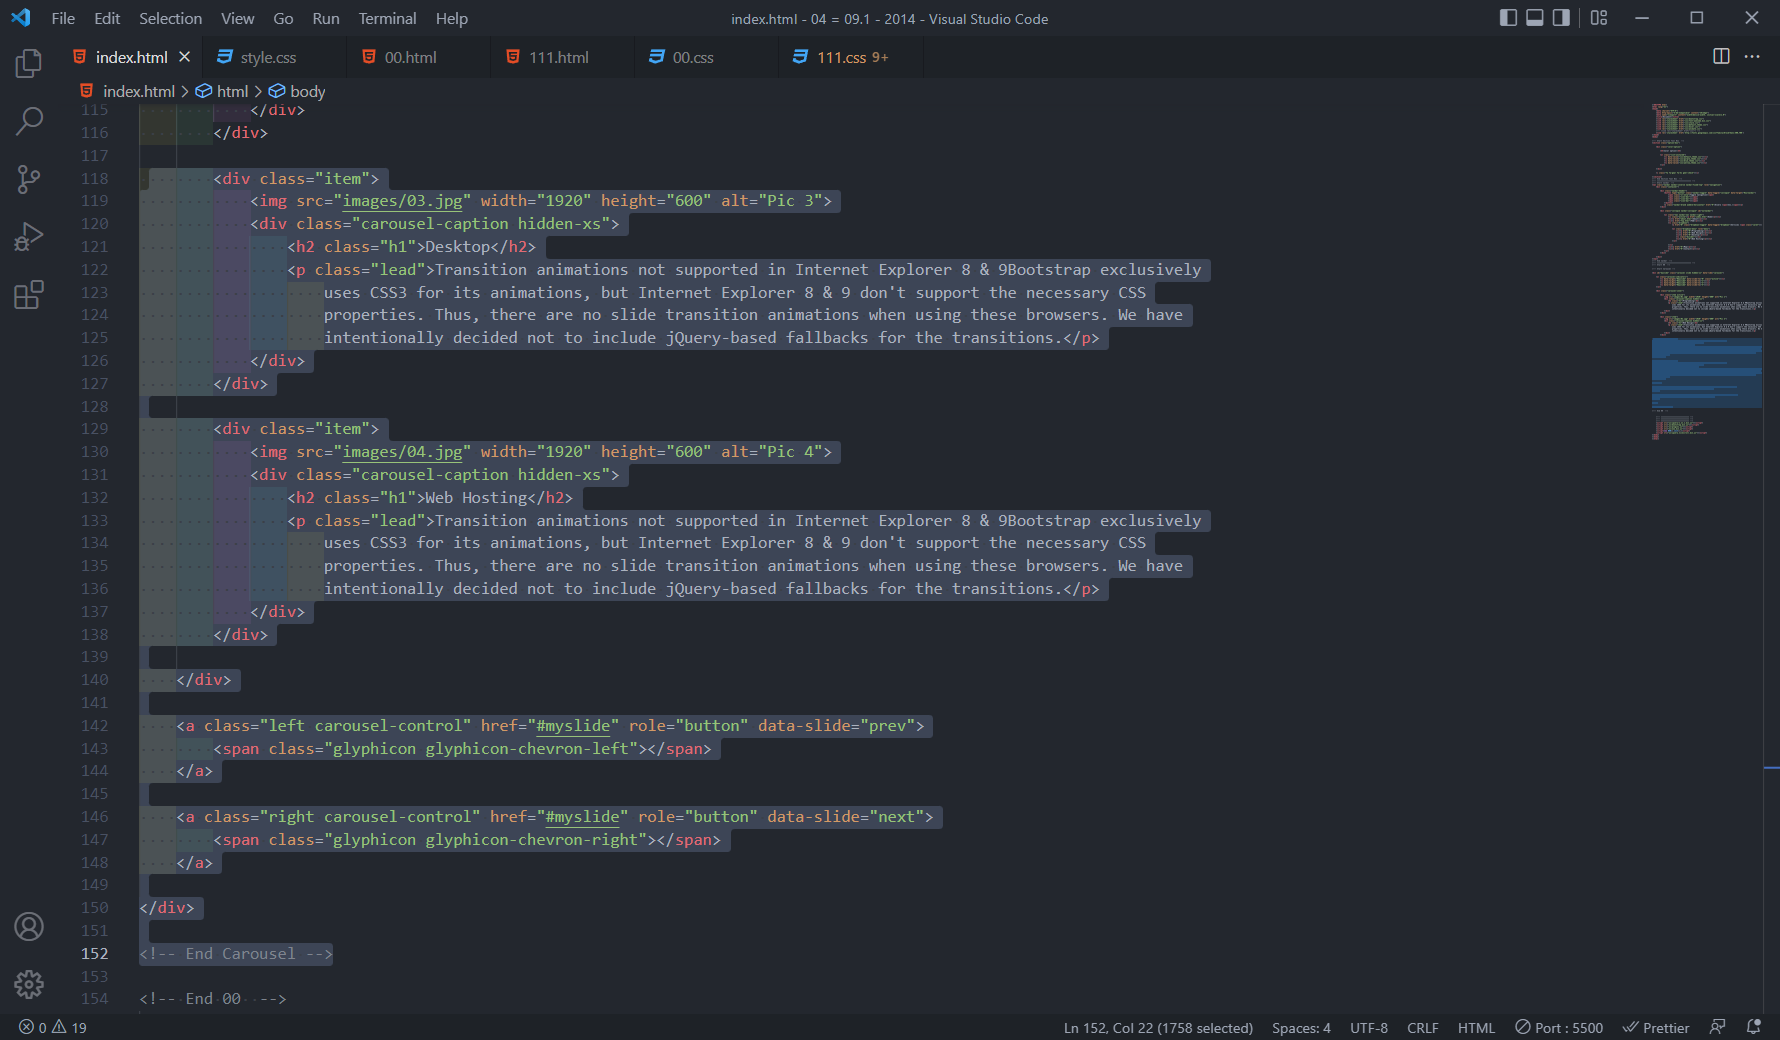 File Edit Selection View Go Run Terminal Help
index.html - 04 = 09.1 - 2014 - Visual Studio Code
index.html style.css 00.html 111.html 00.css 111.css 9+
index.html > html > body
115 </div>
116 </div>
117
118 <div class="item">
119 <img src="images/03.jpg" width="1920" height="600" alt="Pic 3">
120 <div class="carousel-caption hidden-xs">
121 <h2 class="h1">Desktop</h2>
122 <p class="lead">Transition animations not supported in Internet Explorer 8 & 9Bootstrap exclusively
123 uses CSS3 for its animations, but Internet Explorer 8 & 9 don't support the necessary CSS
124 properties. Thus, there are no slide transition animations when using these browsers. We have
125 intentionally decided not to include jQuery-based fallbacks for the transitions.</p>
126 </div>
127 </div>
128
129 <div class="item">
130 <img src="images/04.jpg" width="1920" height="600" alt="Pic 4">
131 <div class="carousel-caption hidden-xs">
132 <h2 class="h1">Web Hosting</h2>
133 <p class="lead">Transition animations not supported in Internet Explorer 8 & 9Bootstrap exclusively
134 uses CSS3 for its animations, but Internet Explorer 8 & 9 don't support the necessary CSS
135 properties. Thus, there are no slide transition animations when using these browsers. We have
136 intentionally decided not to include jQuery-based fallbacks for the transitions.</p>
137 </div>
138 </div>
139
140 </div>
141
142 <a class="left carousel-control" href="#myslide" role="button" data-slide="prev">
143 <span class="glyphicon glyphicon-chevron-left"></span>
144 </a>
145
146 <a class="right carousel-control" href="#myslide" role="button" data-slide="next">
147 <span class="glyphicon glyphicon-chevron-right"></span>
148 </a>
149
150 </div>
151
152 <!-- End Carousel -->
153
154 <!-- End 00 -->
0 19 Ln 152, Col 22 (1758 selected) Spaces: 4 UTF-8 CRLF HTML Port : 5500 Prettier